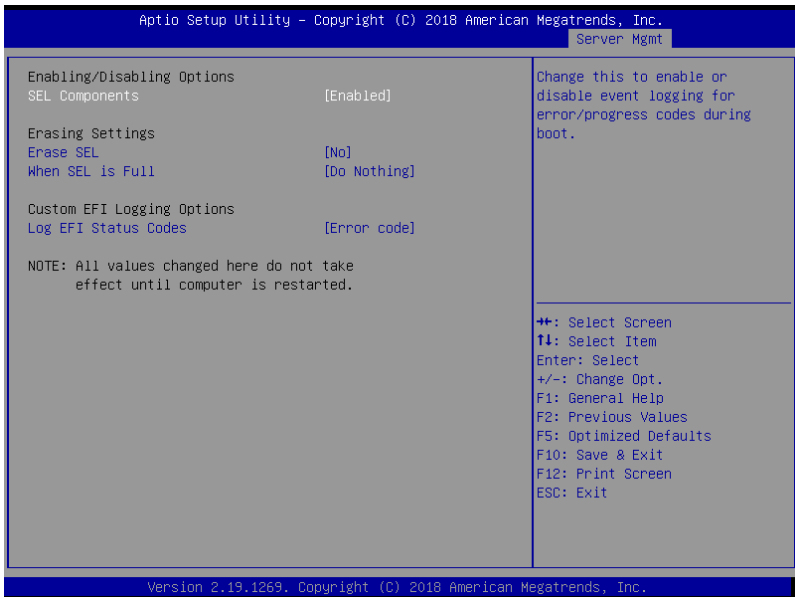 Aptio Setup Utility – Copyright (C) 2018 American Megatrends, Inc.
Server Mgmt
Enabling/Disabling Options
SEL Components [Enabled]
Erasing Settings
Erase SEL [No]
When SEL is Full [Do Nothing]
Custom EFI Logging Options
Log EFI Status Codes [Error code]
NOTE: All values changed here do not take
effect until computer is restarted.
Change this to enable or
disable event logging for
error/progress codes during
boot.
→←: Select Screen
↑↓: Select Item
Enter: Select
+/-: Change Opt.
F1: General Help
F2: Previous Values
F5: Optimized Defaults
F10: Save & Exit
F12: Print Screen
ESC: Exit
Version 2.19.1269. Copyright (C) 2018 American Megatrends, Inc.